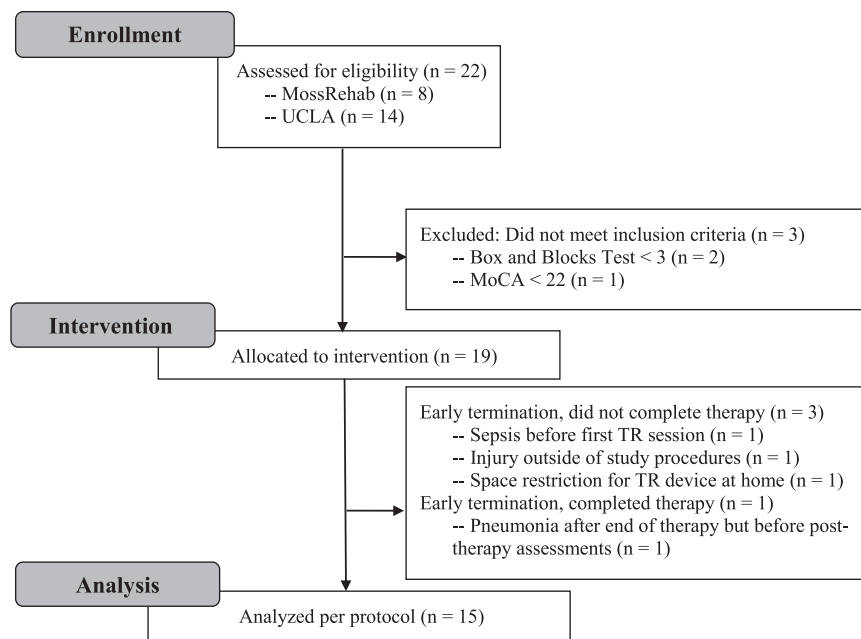 Enrollment
Assessed for eligibility (n = 22)
-- MossRehab (n = 8)
-- UCLA (n = 14)
Excluded: Did not meet inclusion criteria (n = 3)
-- Box and Blocks Test < 3 (n = 2)
-- MoCA < 22 (n = 1)
Intervention
Allocated to intervention (n = 19)
Early termination, did not complete therapy (n = 3)
-- Sepsis before first TR session (n = 1)
-- Injury outside of study procedures (n = 1)
-- Space restriction for TR device at home (n = 1)
Early termination, completed therapy (n = 1)
-- Pneumonia after end of therapy but before post-
therapy assessments (n = 1)
Analysis
Analyzed per protocol (n = 15)